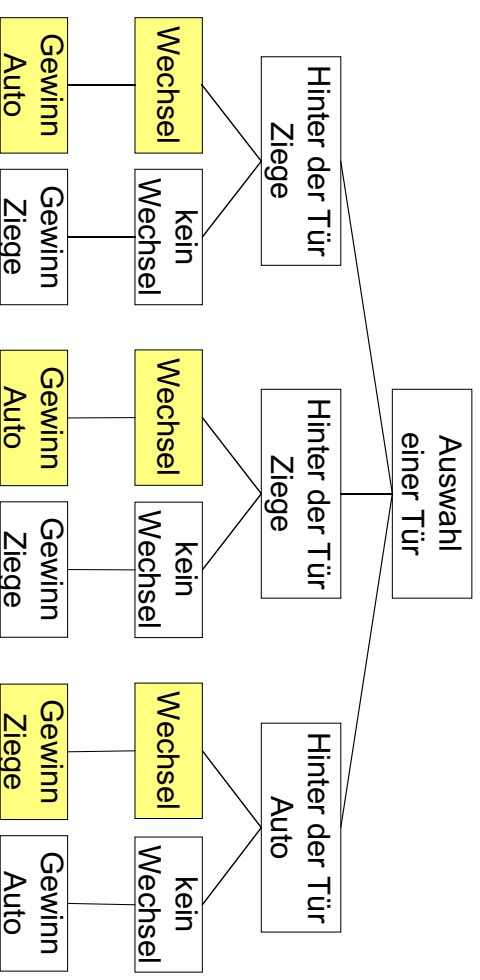 Auswahl
einer Tür
Hinter der Tür
Ziege
Hinter der Tür
Ziege
Hinter der Tür
Auto
Wechsel
kein
Wechsel
Wechsel
kein
Wechsel
Wechsel
kein
Wechsel
Gewinn
Auto
Gewinn
Ziege
Gewinn
Auto
Gewinn
Ziege
Gewinn
Ziege
Gewinn
Auto